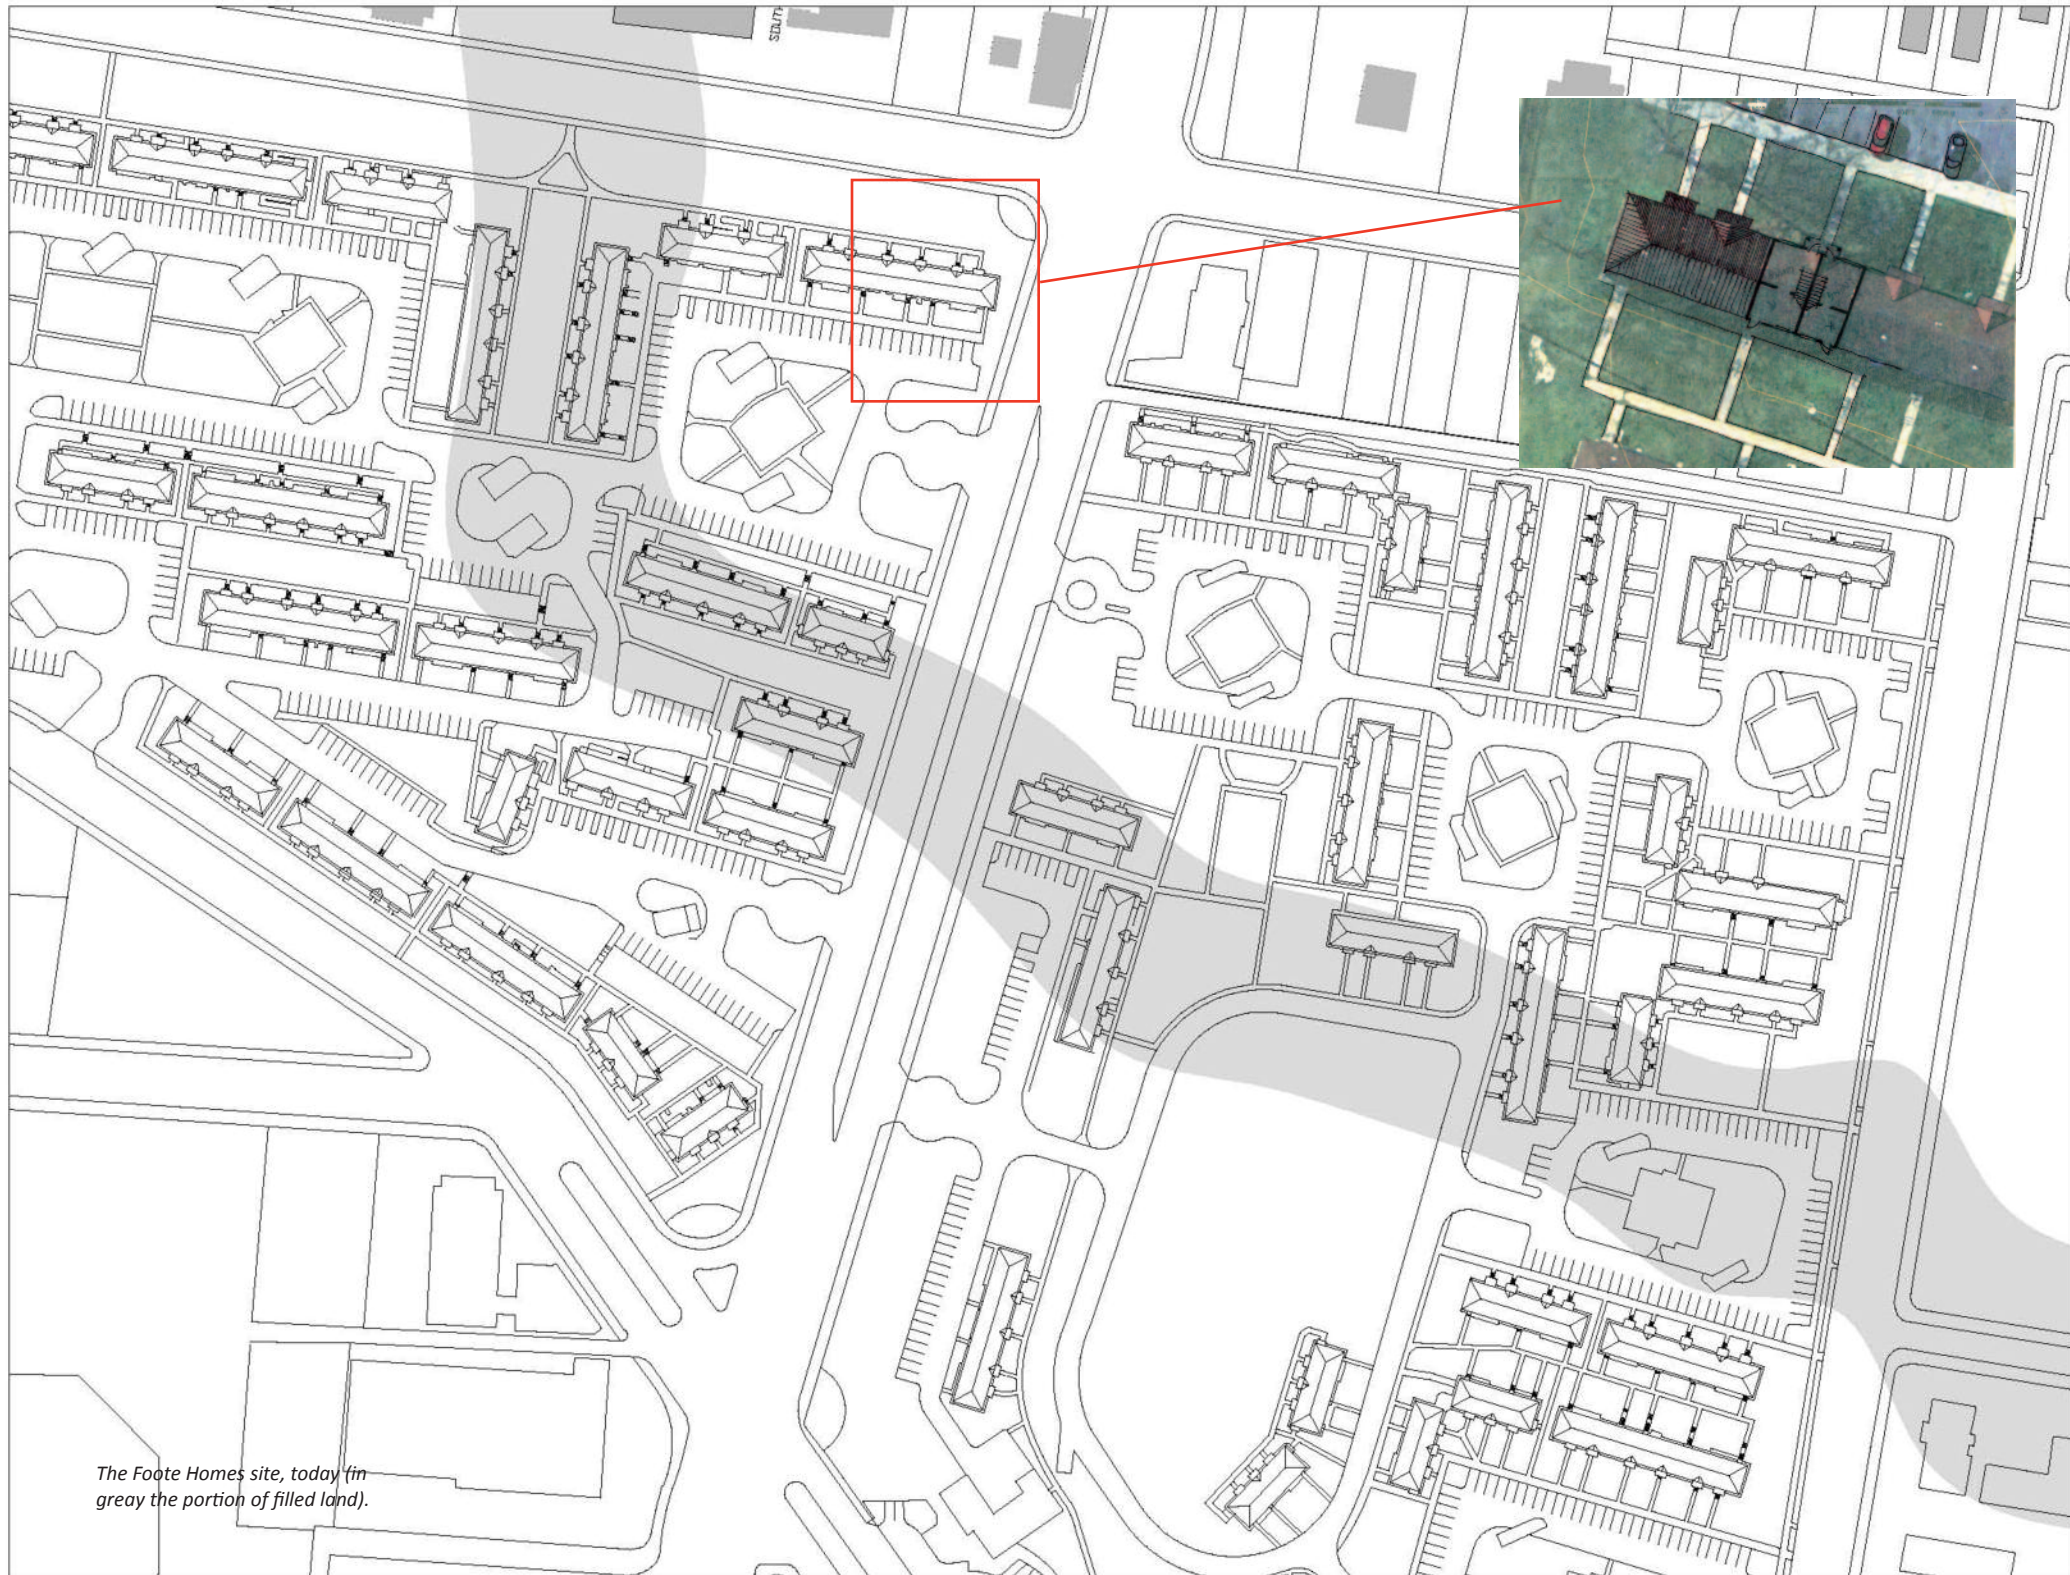 The Foote Homes site, today (in
greay the portion of filled land).